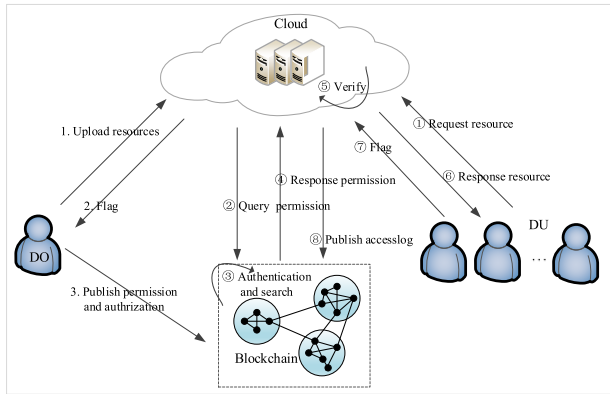 Cloud
⑤ Verify
1. Upload resources
① Request resource
⑦ Flag
④ Response permission
⑥ Response resource
2. Flag
② Query permission
DU
⑧ Publish accesslog
DO
...
③ Authentication
and search
3. Publish permission
and authrization
Blockchain